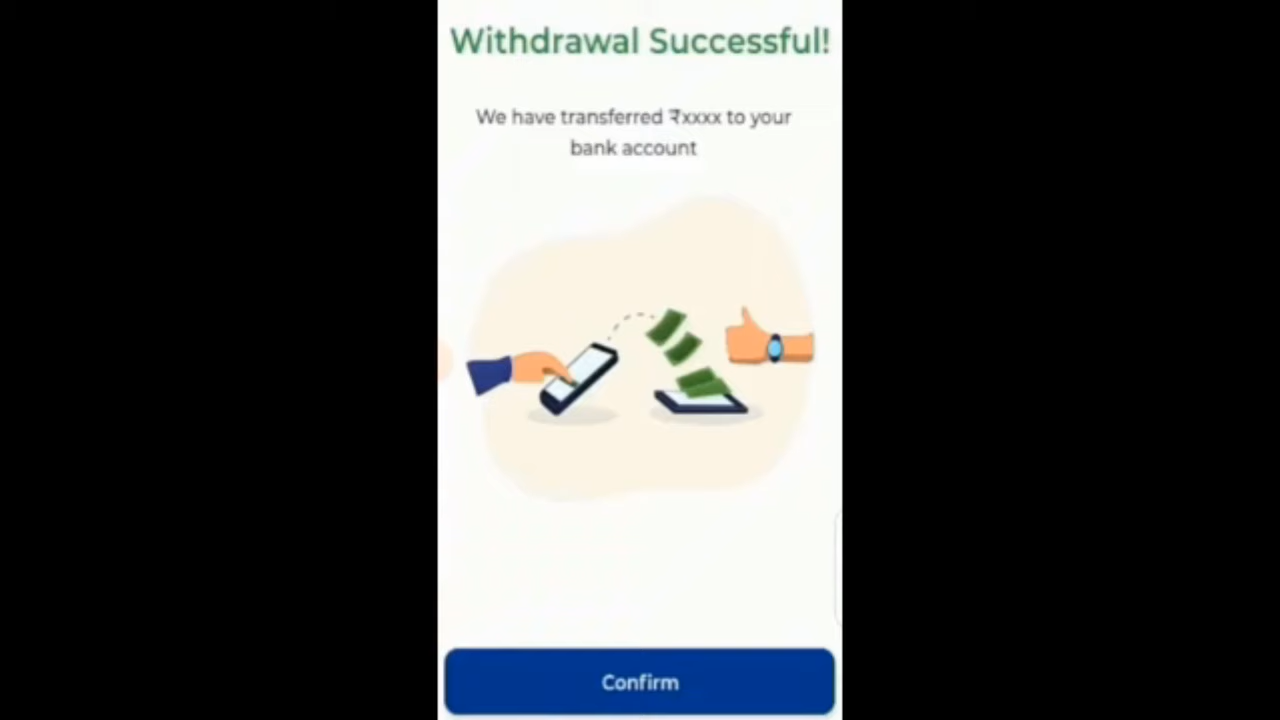 Withdrawal Successful!
We have transferred ₹xxxx to your
bank account
Confirm